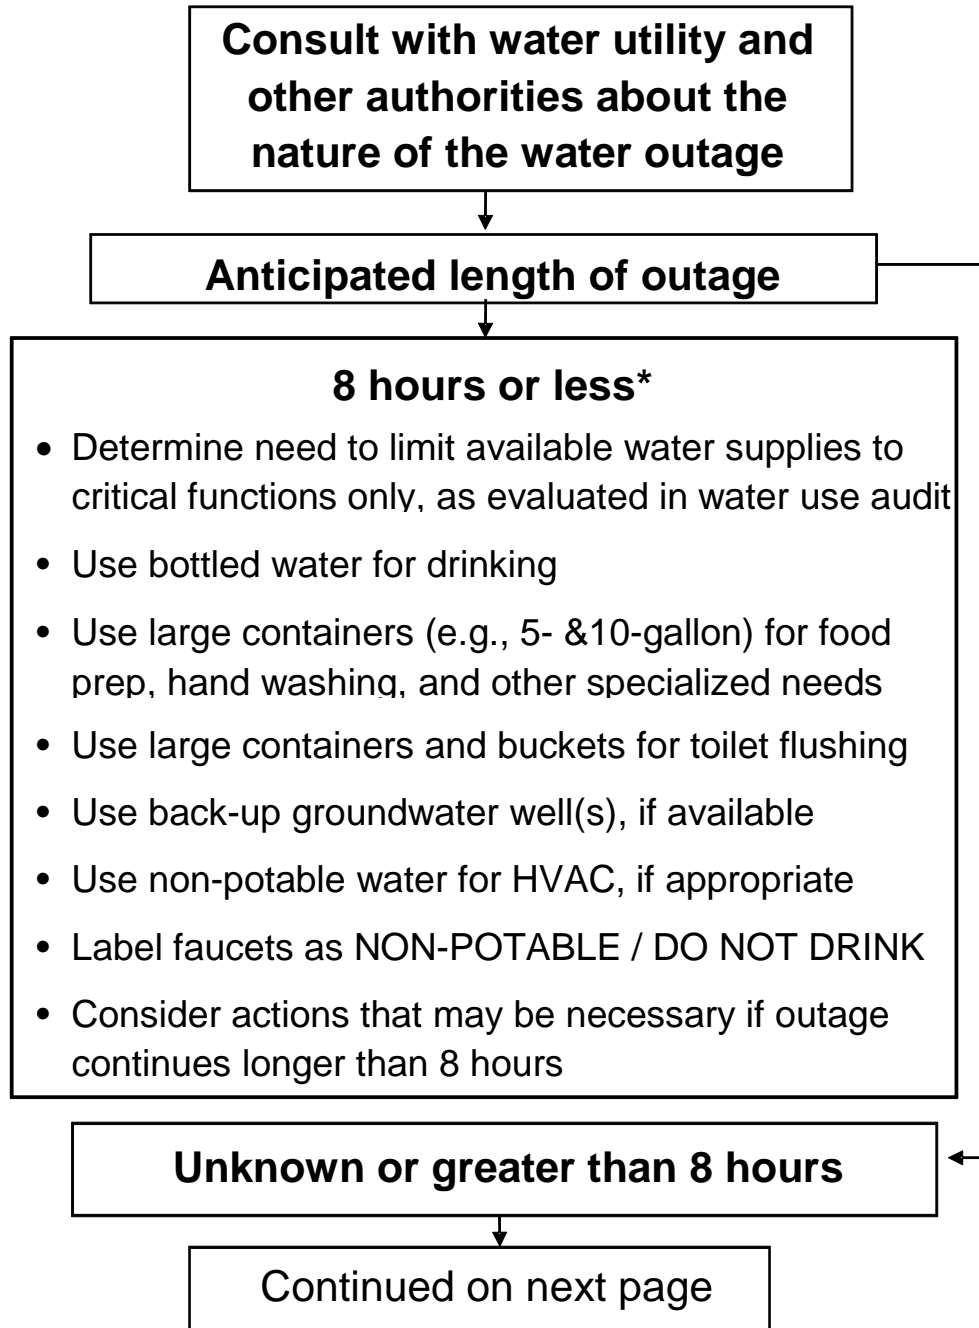 Consult with water utility and
other authorities about the
nature of the water outage
Anticipated length of outage
8 hours or less*
• Determine need to limit available water supplies to
critical functions only, as evaluated in water use audit
• Use bottled water for drinking
• Use large containers (e.g., 5- &10-gallon) for food
prep, hand washing, and other specialized needs
• Use large containers and buckets for toilet flushing
• Use back-up groundwater well(s), if available
• Use non-potable water for HVAC, if appropriate
• Label faucets as NON-POTABLE / DO NOT DRINK
• Consider actions that may be necessary if outage
continues longer than 8 hours
Unknown or greater than 8 hours
Continued on next page